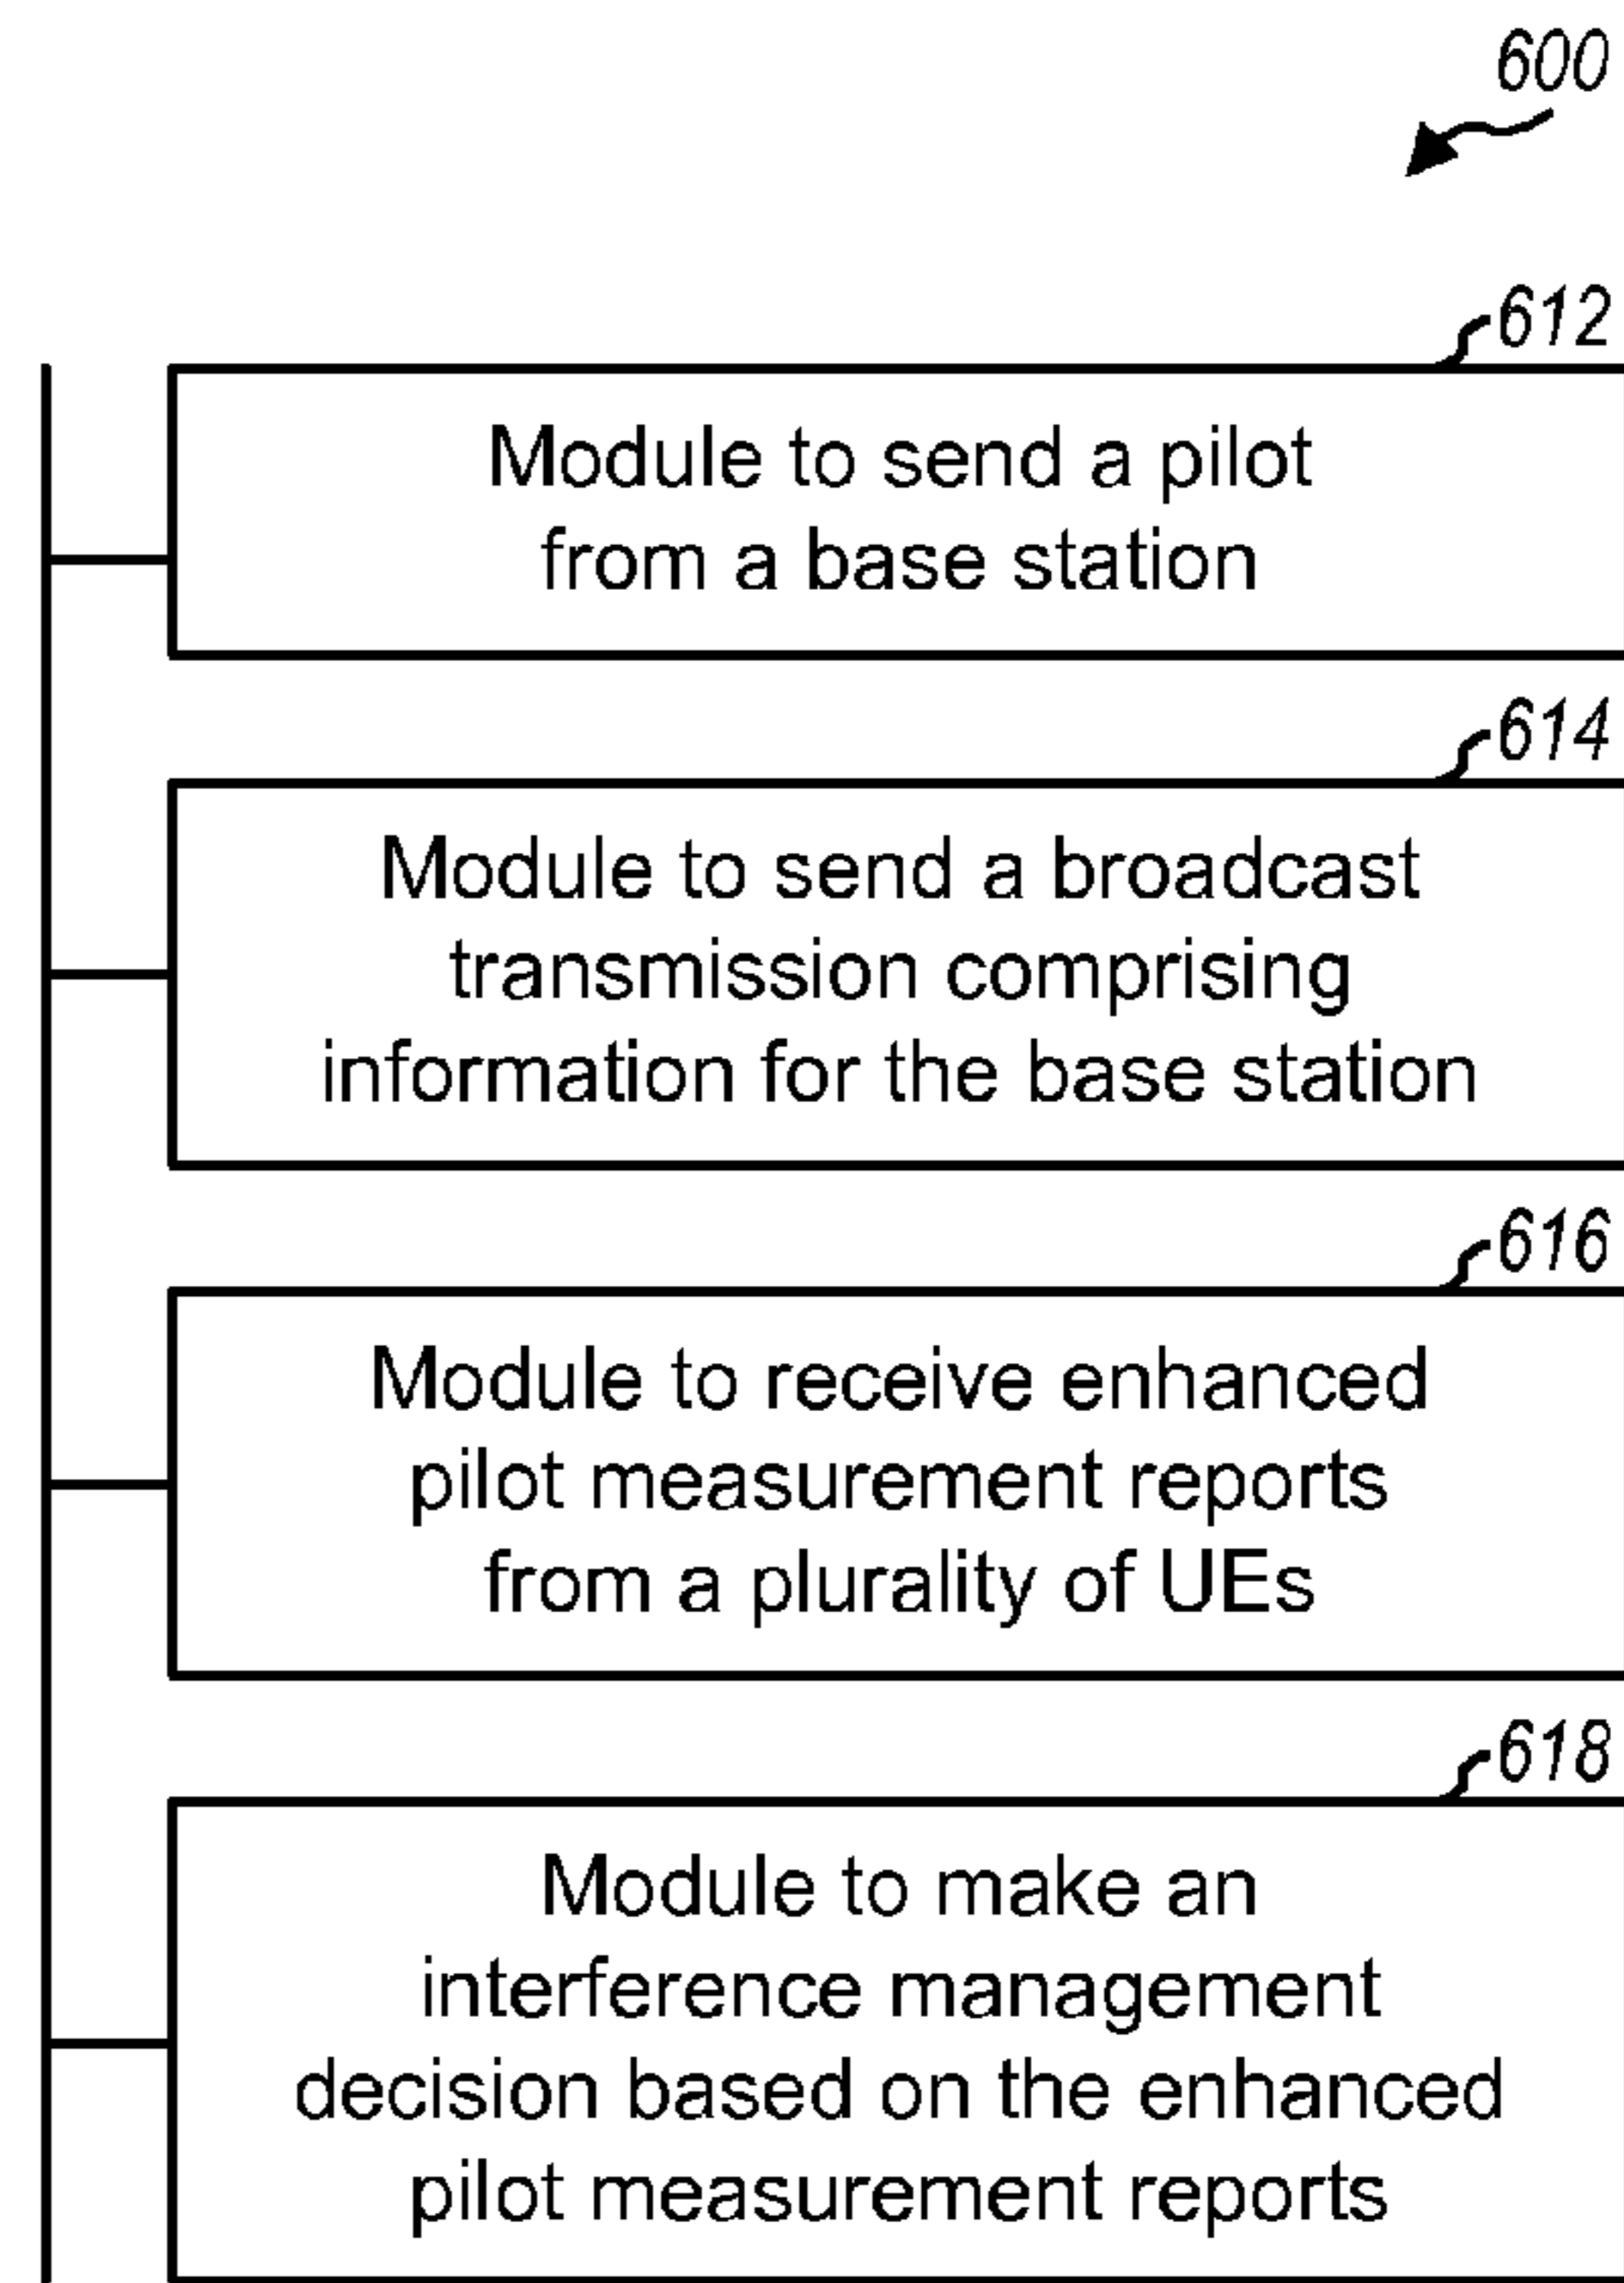 600
612
Module to send a pilot
from a base station
614
Module to send a broadcast
transmission comprising
information for the base station
616
Module to receive enhanced
pilot measurement reports
from a plurality of UEs
618
Module to make an
interference management
decision based on the enhanced
pilot measurement reports